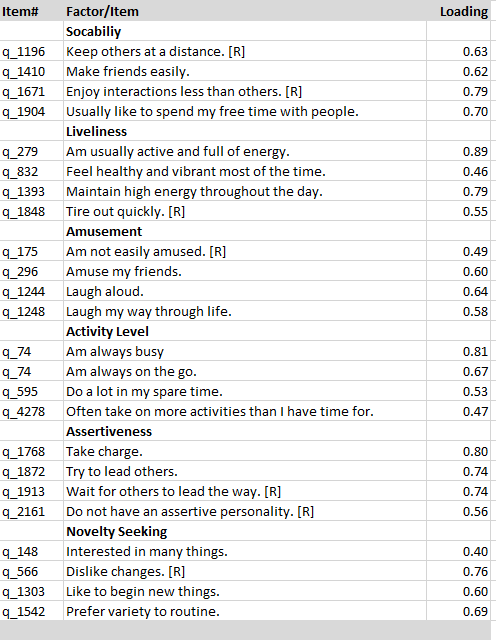 Item# Factor/Item Loading
Socabiliy
q_1196 Keep others at a distance. [R] 0.63
q_1410 Make friends easily. 0.62
q_1671 Enjoy interactions less than others. [R] 0.79
q_1904 Usually like to spend my free time with people. 0.70
Liveliness
q_279 Am usually active and full of energy. 0.89
q_832 Feel healthy and vibrant most of the time. 0.46
q_1393 Maintain high energy throughout the day. 0.79
q_1848 Tire out quickly. [R] 0.55
Amusement
q_175 Am not easily amused. [R] 0.49
q_296 Amuse my friends. 0.60
q_1244 Laugh aloud. 0.64
q_1248 Laugh my way through life. 0.58
Activity Level
q_74 Am always busy 0.81
q_74 Am always on the go. 0.67
q_595 Do a lot in my spare time. 0.53
q_4278 Often take on more activities than I have time for. 0.47
Assertiveness
q_1768 Take charge. 0.80
q_1872 Try to lead others. 0.74
q_1913 Wait for others to lead the way. [R] 0.74
q_2161 Do not have an assertive personality. [R] 0.56
Novelty Seeking
q_148 Interested in many things. 0.40
q_566 Dislike changes. [R] 0.76
q_1303 Like to begin new things. 0.60
q_1542 Prefer variety to routine. 0.69